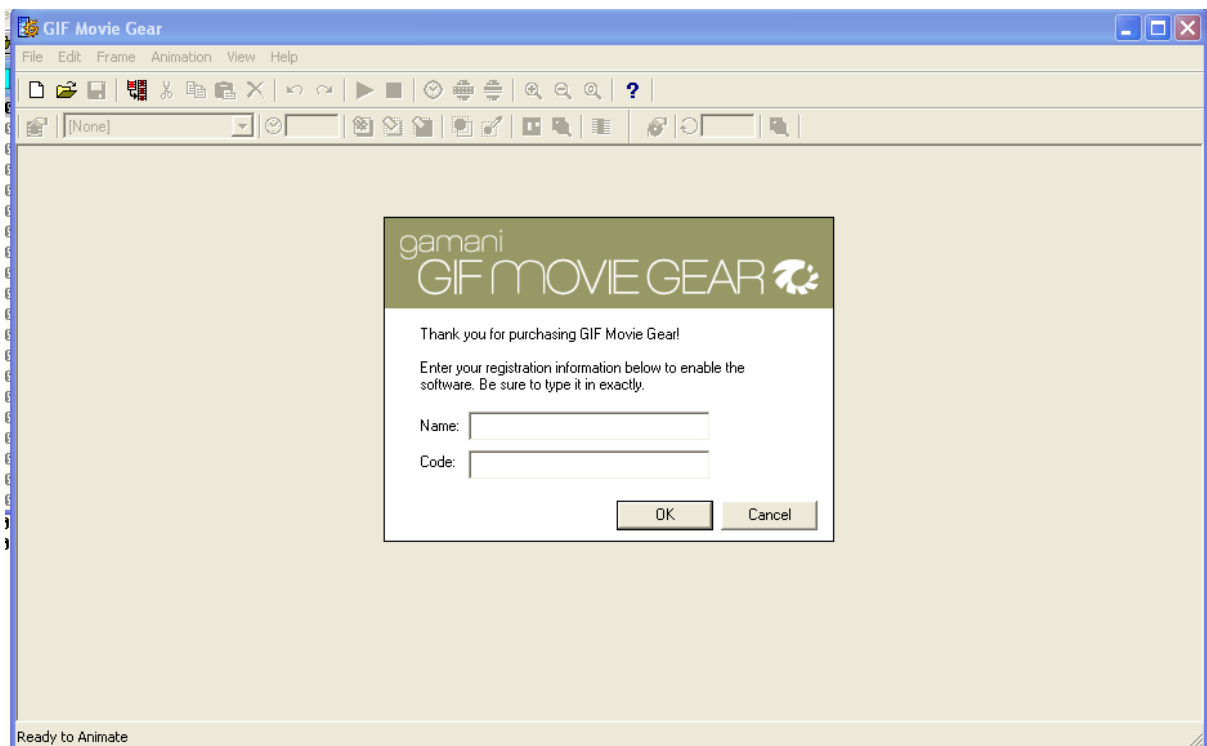 GIF Movie Gear
File Edit Frame Animation View Help
?
[None]
gamani
GIF MOVIE GEAR
Thank you for purchasing GIF Movie Gear!
Enter your registration information below to enable the
software. Be sure to type it in exactly.
Name:
Code:
OK Cancel
Ready to Animate